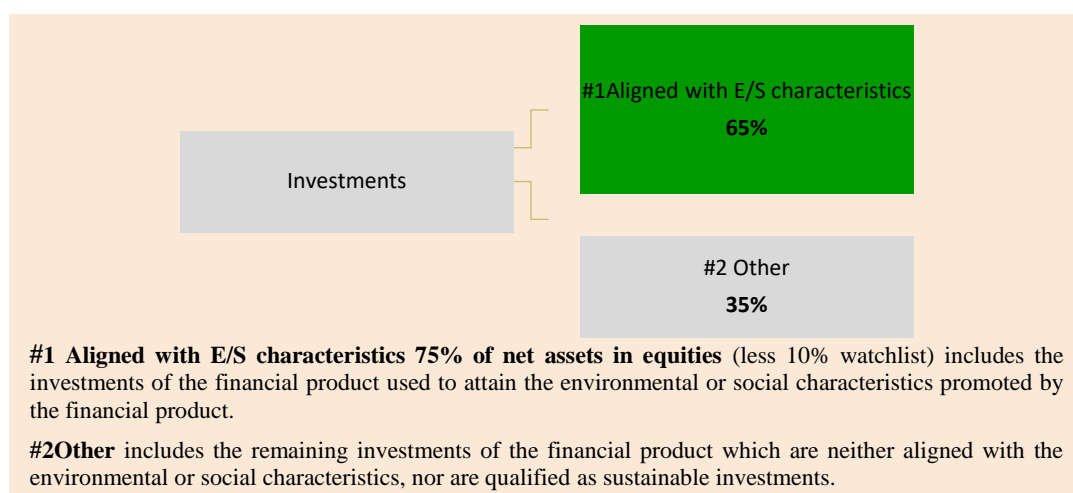 #1Aligned with E/S characteristics
65%
Investments
#2 Other
35%
#1 Aligned with E/S characteristics 75% of net assets in equities (less 10% watchlist) includes the
investments of the financial product used to attain the environmental or social characteristics promoted by
the financial product.
#2Other includes the remaining investments of the financial product which are neither aligned with the
environmental or social characteristics, nor are qualified as sustainable investments.